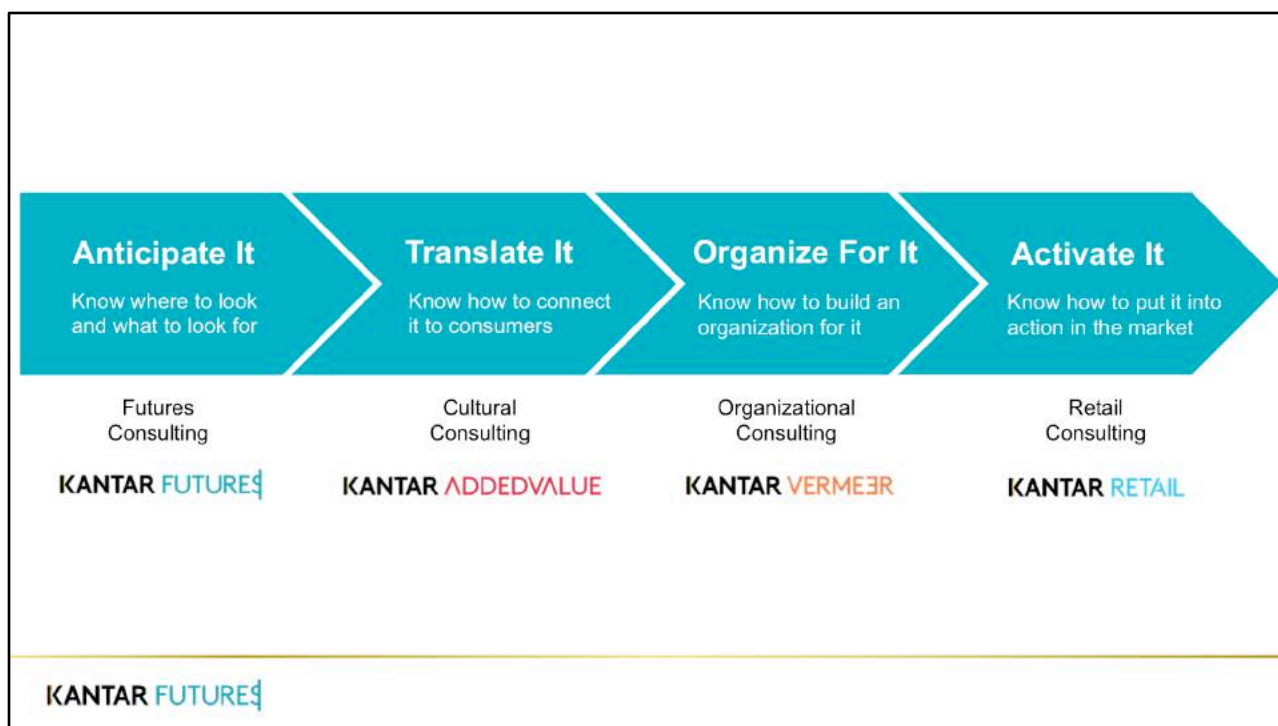 Anticipate It
Know where to look
and what to look for
Translate It
Know how to connect
it to consumers
Organize For It
Know how to build an
organization for it
Activate It
Know how to put it into
action in the market
Futures
Consulting
KANTAR FUTURES
Cultural
Consulting
KANTAR ADDEDVALUE
Organizational
Consulting
KANTAR VERMEER
Retail
Consulting
KANTAR RETAIL
KANTAR FUTURES